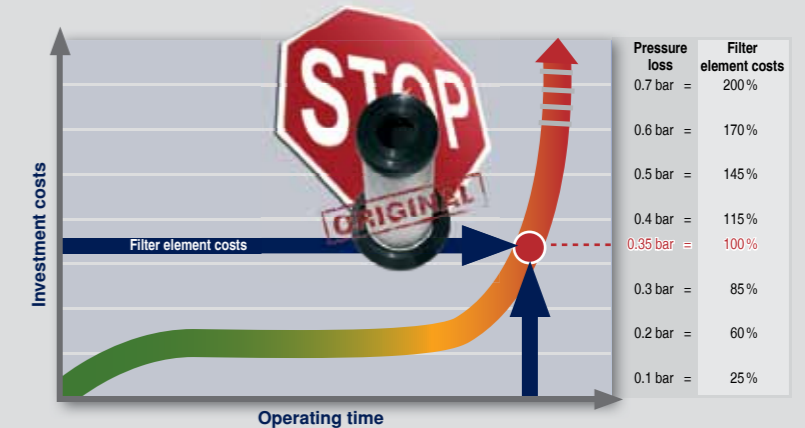 STOP
ORIGINAL
Investment costs
Filter element costs
Operating time
Pressure loss
Filter element costs
0.7 bar = 200 %
0.6 bar = 170 %
0.5 bar = 145 %
0.4 bar = 115 %
0.35 bar = 100 %
0.3 bar = 85 %
0.2 bar = 60 %
0.1 bar = 25 %